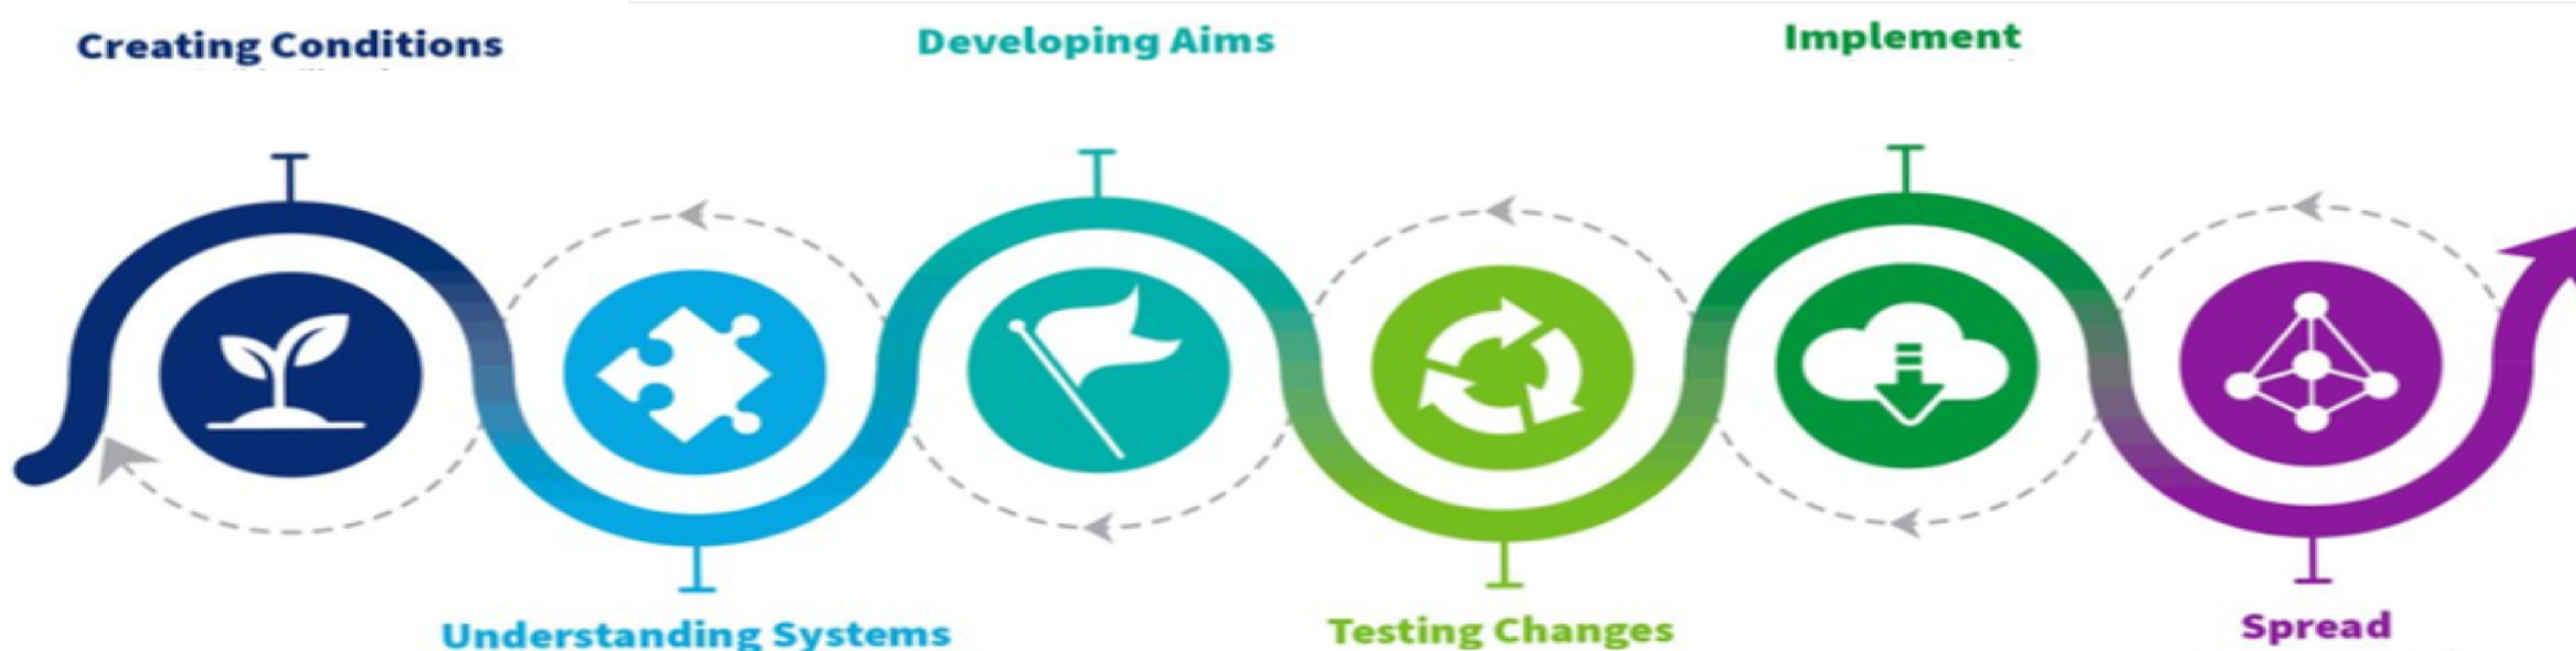 Creating Conditions
Developing Aims
Implement
Understanding Systems
Testing Changes
Spread